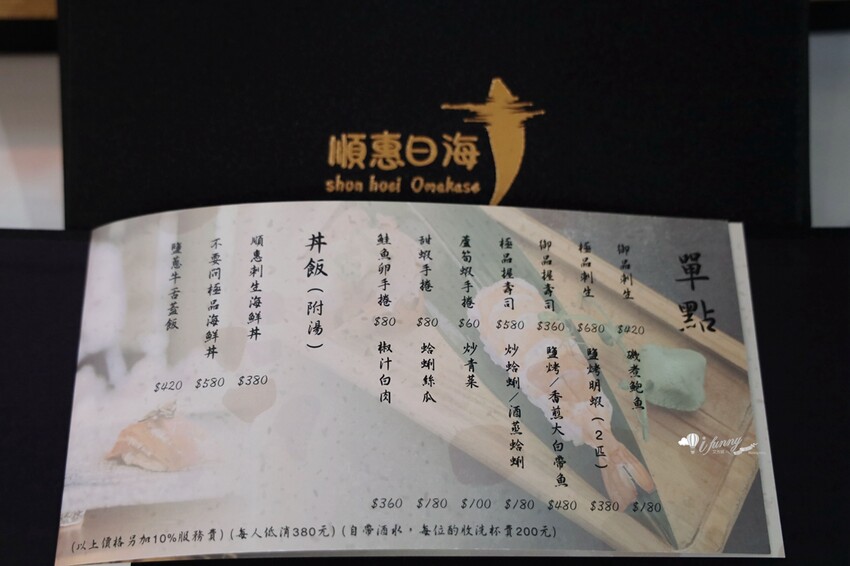 順惠日海
shon hoei Omakase
單點
御品刺生 $420
極品刺生 $680
御品握壽司 $360
極品握壽司 $580
蘆筍蝦手捲 $60
甜蝦手捲 $80
鮭魚卵手捲 $80
磯煮鮑魚 $180
鹽烤明蝦(2匹) $380
鹽烤/香煎大白帶魚 $480
炒蛤蜊/酒蒸蛤蜊 $180
炒青菜 $100
蛤蜊絲瓜 $180
椒汁白肉 $360
丼飯(附湯)
順惠刺生海鮮丼 $380
不要問極品海鮮丼 $580
鹽蔥牛舌蓋飯 $420
(以上價格另加10%服務費)(每人低消380元)(自帶酒水，每位酌收洗杯費200元)
i funny